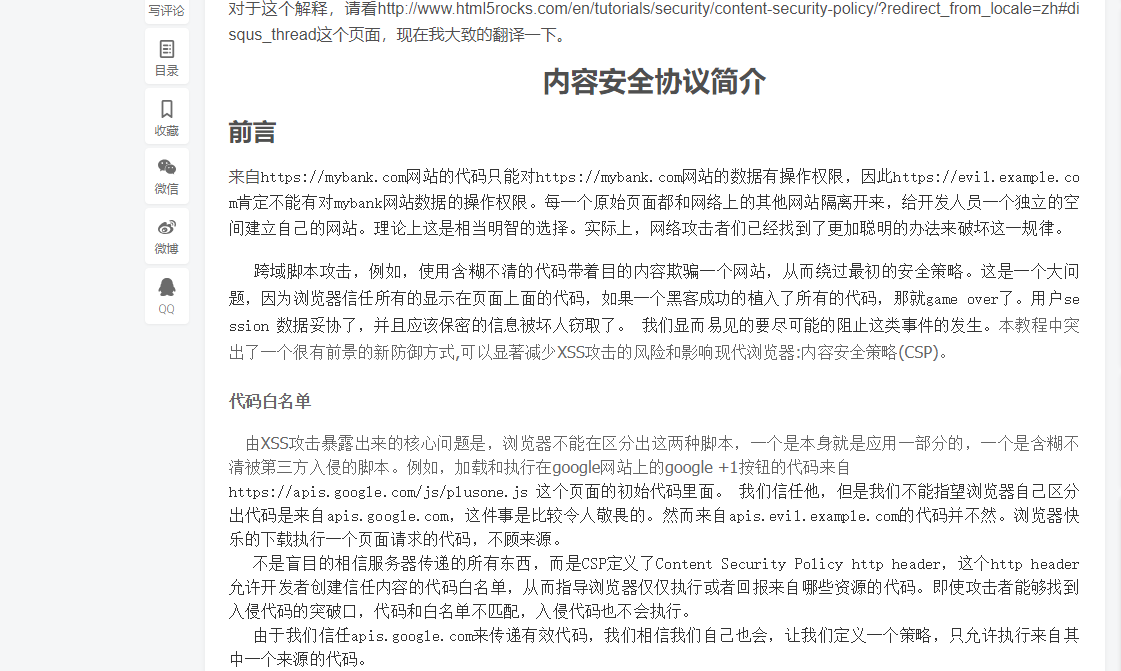 写评论
目录
收藏
微信
微博
QQ
对于这个解释，请看http://www.html5rocks.com/en/tutorials/security/content-security-policy/?redirect_from_locale=zh#di
squs_thread这个页面，现在我大致的翻译一下。
内容安全协议简介
前言
来自https://mybank.com网站的代码只能对https://mybank.com网站的数据有操作权限，因此https://evil.example.co
m肯定不能有对mybank网站数据的操作权限。每一个原始页面都和网络上的其他网站隔离开来，给开发人员一个独立的空
间建立自己的网站。理论上这是相当明智的选择。实际上，网络攻击者们已经找到了更加聪明的办法来破坏这一规律。
跨域脚本攻击，例如，使用含糊不清的代码带着目的内容欺骗一个网站，从而绕过最初的安全策略。这是一个大问
题，因为浏览器信任所有的显示在页面上面的代码，如果一个黑客成功的植入了所有的代码，那就game over了。用户se
ssion 数据妥协了，并且应该保密的信息被坏人窃取了。 我们显而易见的要尽可能的阻止这类事件的发生。本教程中突
出了一个很有前景的新防御方式,可以显著减少XSS攻击的风险和影响现代浏览器:内容安全策略(CSP)。
代码白名单
由XSS攻击暴露出来的核心问题是，浏览器不能在区分出这两种脚本，一个是本身就是应用一部分的，一个是含糊不
清被第三方入侵的脚本。例如，加载和执行在google网站上的google +1按钮的代码来自
https://apis.google.com/js/plusone.js 这个页面的初始代码里面。 我们信任他，但是我们不能指望浏览器自己区分
出代码是来自apis.google.com，这件事是比较令人敬畏的。然而来自apis.evil.example.com的代码并不然。浏览器快
乐的下载执行一个页面请求的代码，不顾来源。
不是盲目的相信服务器传递的所有东西，而是CSP定义了Content Security Policy http header，这个http header
允许开发者创建信任内容的代码白名单，从而指导浏览器仅仅执行或者回报来自哪些资源的代码。即使攻击者能够找到
入侵代码的突破口，代码和白名单不匹配，入侵代码也不会执行。
由于我们信任apis.google.com来传递有效代码，我们相信我们自己也会，让我们定义一个策略，只允许执行来自其
中一个来源的代码。